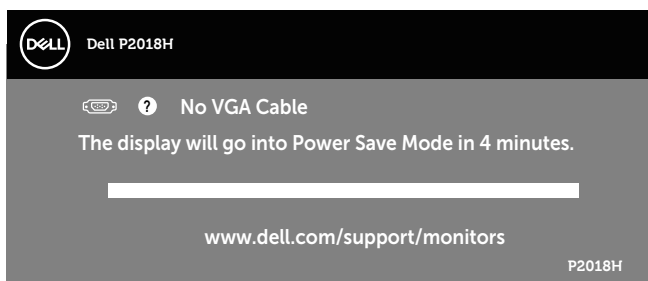 DELL
Dell P2018H
? No VGA Cable
The display will go into Power Save Mode in 4 minutes.
www.dell.com/support/monitors
P2018H